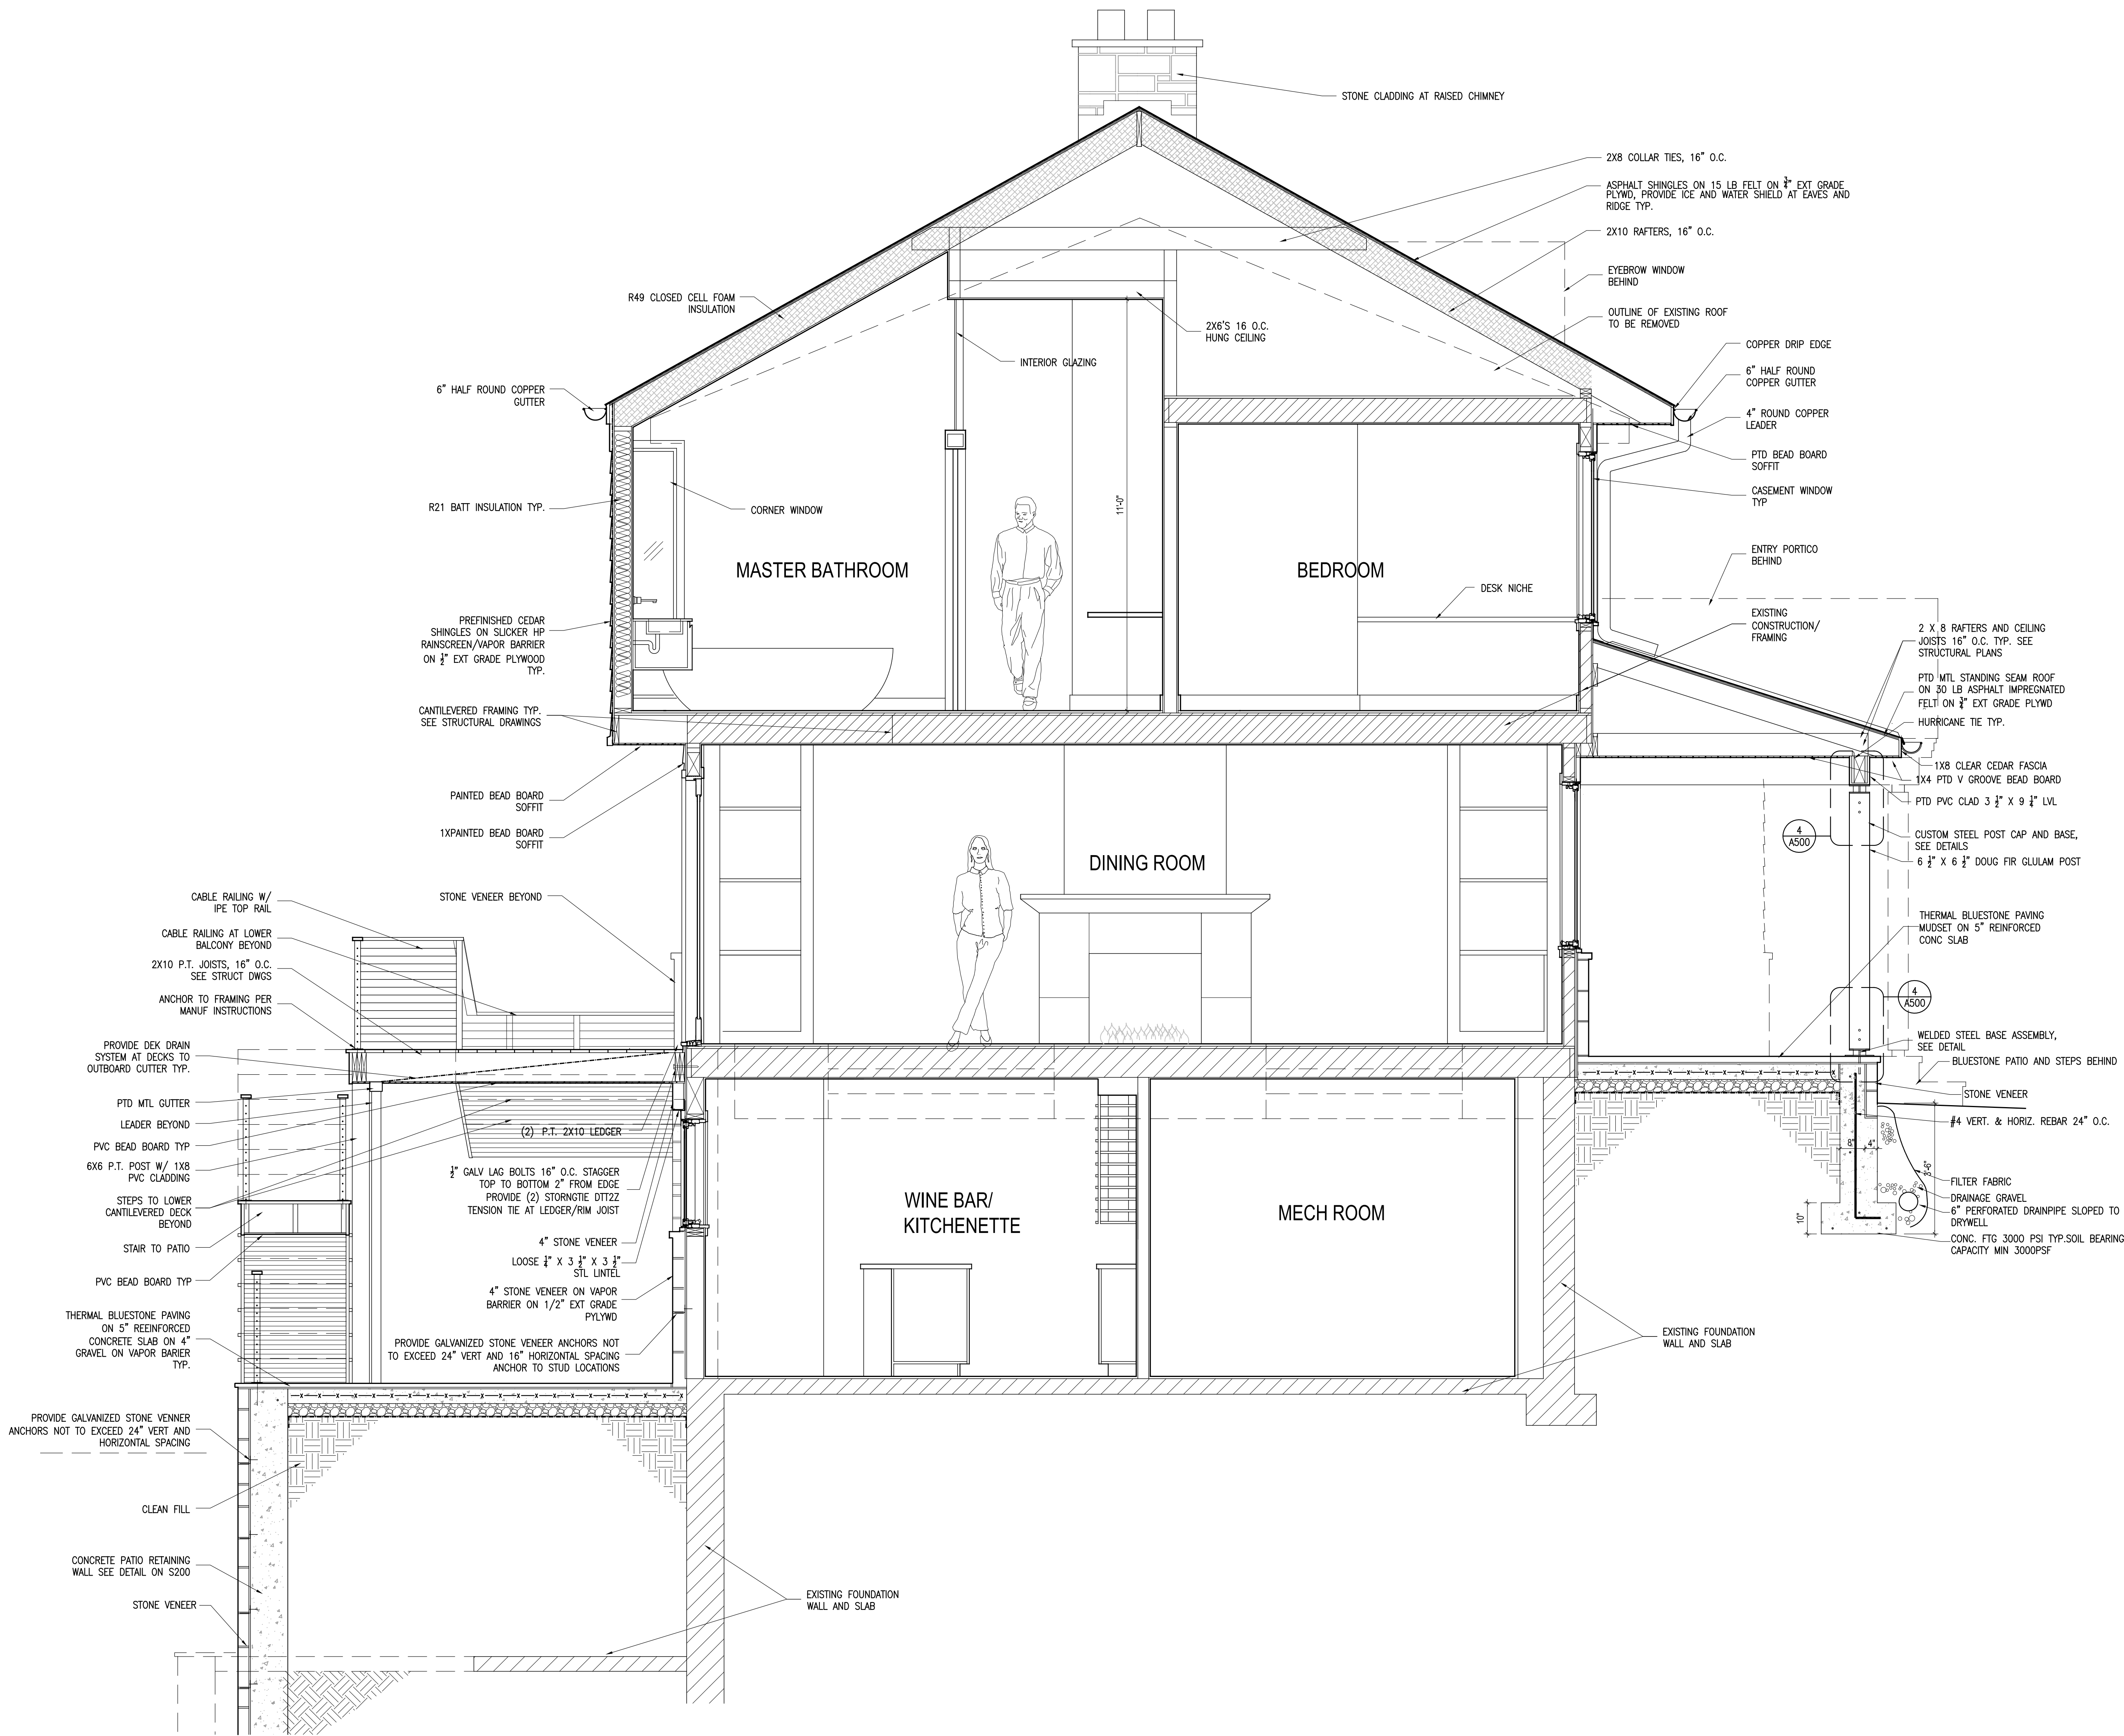 STONE CLADDING AT RAISED CHIMNEY
2X8 COLLAR TIES, 16" O.C.
ASPHALT SHINGLES ON 15 LB FELT ON 3/4" EXT GRADE
PLYWD, PROVIDE ICE AND WATER SHIELD AT EAVES AND
RIDGE TYP.
2X10 RAFTERS, 16" O.C.
EYEBROW WINDOW
BEHIND
OUTLINE OF EXISTING ROOF
TO BE REMOVED
COPPER DRIP EDGE
6" HALF ROUND
COPPER GUTTER
4" ROUND COPPER
LEADER
PTD BEAD BOARD
SOFFIT
CASEMENT WINDOW
TYP
ENTRY PORTICO
BEHIND
EXISTING
CONSTRUCTION/
FRAMING
2 X 8 RAFTERS AND CEILING
JOISTS 16" O.C. TYP. SEE
STRUCTURAL PLANS
PTD MTL STANDING SEAM ROOF
ON 30 LB ASPHALT IMPREGNATED
FELT ON 3/4" EXT GRADE PLYWD
HURRICANE TIE TYP.
1X8 CLEAR CEDAR FASCIA
1X4 PTD V GROOVE BEAD BOARD
PTD PVC CLAD 3 1/2" X 9 1/4" LVL
4
A500
CUSTOM STEEL POST CAP AND BASE,
SEE DETAILS
6 1/2" X 6 1/2" DOUG FIR GLULAM POST
THERMAL BLUESTONE PAVING
MUDSET ON 5" REINFORCED
CONC SLAB
4
A500
WELDED STEEL BASE ASSEMBLY,
SEE DETAIL
BLUESTONE PATIO AND STEPS BEHIND
STONE VENEER
#4 VERT. & HORIZ. REBAR 24" O.C.
8"
4"
3'-6"
10"
FILTER FABRIC
DRAINAGE GRAVEL
6" PERFORATED DRAINPIPE SLOPED TO
DRYWELL
CONC. FTG 3000 PSI TYP.SOIL BEARING
CAPACITY MIN 3000PSF
R49 CLOSED CELL FOAM
INSULATION
2X6'S 16 O.C.
HUNG CEILING
INTERIOR GLAZING
6" HALF ROUND COPPER
GUTTER
R21 BATT INSULATION TYP.
CORNER WINDOW
11'-0"
MASTER BATHROOM
BEDROOM
DESK NICHE
PREFINISHED CEDAR
SHINGLES ON SLICKER HP
RAINSCREEN/VAPOR BARRIER
ON 1/2" EXT GRADE PLYWOOD
TYP.
CANTILEVERED FRAMING TYP.
SEE STRUCTURAL DRAWINGS
PAINTED BEAD BOARD
SOFFIT
1XPAINTED BEAD BOARD
SOFFIT
DINING ROOM
STONE VENEER BEYOND
CABLE RAILING W/
IPE TOP RAIL
CABLE RAILING AT LOWER
BALCONY BEYOND
2X10 P.T. JOISTS, 16" O.C.
SEE STRUCT DWGS
ANCHOR TO FRAMING PER
MANUF INSTRUCTIONS
PROVIDE DEK DRAIN
SYSTEM AT DECKS TO
OUTBOARD CUTTER TYP.
PTD MTL GUTTER
LEADER BEYOND
PVC BEAD BOARD TYP
6X6 P.T. POST W/ 1X8
PVC CLADDING
STEPS TO LOWER
CANTILEVERED DECK
BEYOND
STAIR TO PATIO
PVC BEAD BOARD TYP
THERMAL BLUESTONE PAVING
ON 5" REEINFORCED
CONCRETE SLAB ON 4"
GRAVEL ON VAPOR BARIER
TYP.
(2) P.T. 2X10 LEDGER
1/2" GALV LAG BOLTS 16" O.C. STAGGER
TOP TO BOTTOM 2" FROM EDGE
PROVIDE (2) STORNGTIE DTT2Z
TENSION TIE AT LEDGER/RIM JOIST
4" STONE VENEER
LOOSE 1/4" X 3 1/2" X 3 1/2"
STL LINTEL
4" STONE VENEER ON VAPOR
BARRIER ON 1/2" EXT GRADE
PYLYWD
PROVIDE GALVANIZED STONE VENEER ANCHORS NOT
TO EXCEED 24" VERT AND 16" HORIZONTAL SPACING
ANCHOR TO STUD LOCATIONS
WINE BAR/
KITCHENETTE
MECH ROOM
EXISTING FOUNDATION
WALL AND SLAB
PROVIDE GALVANIZED STONE VENNER
ANCHORS NOT TO EXCEED 24" VERT AND
HORIZONTAL SPACING
CLEAN FILL
CONCRETE PATIO RETAINING
WALL SEE DETAIL ON S200
STONE VENEER
EXISTING FOUNDATION
WALL AND SLAB